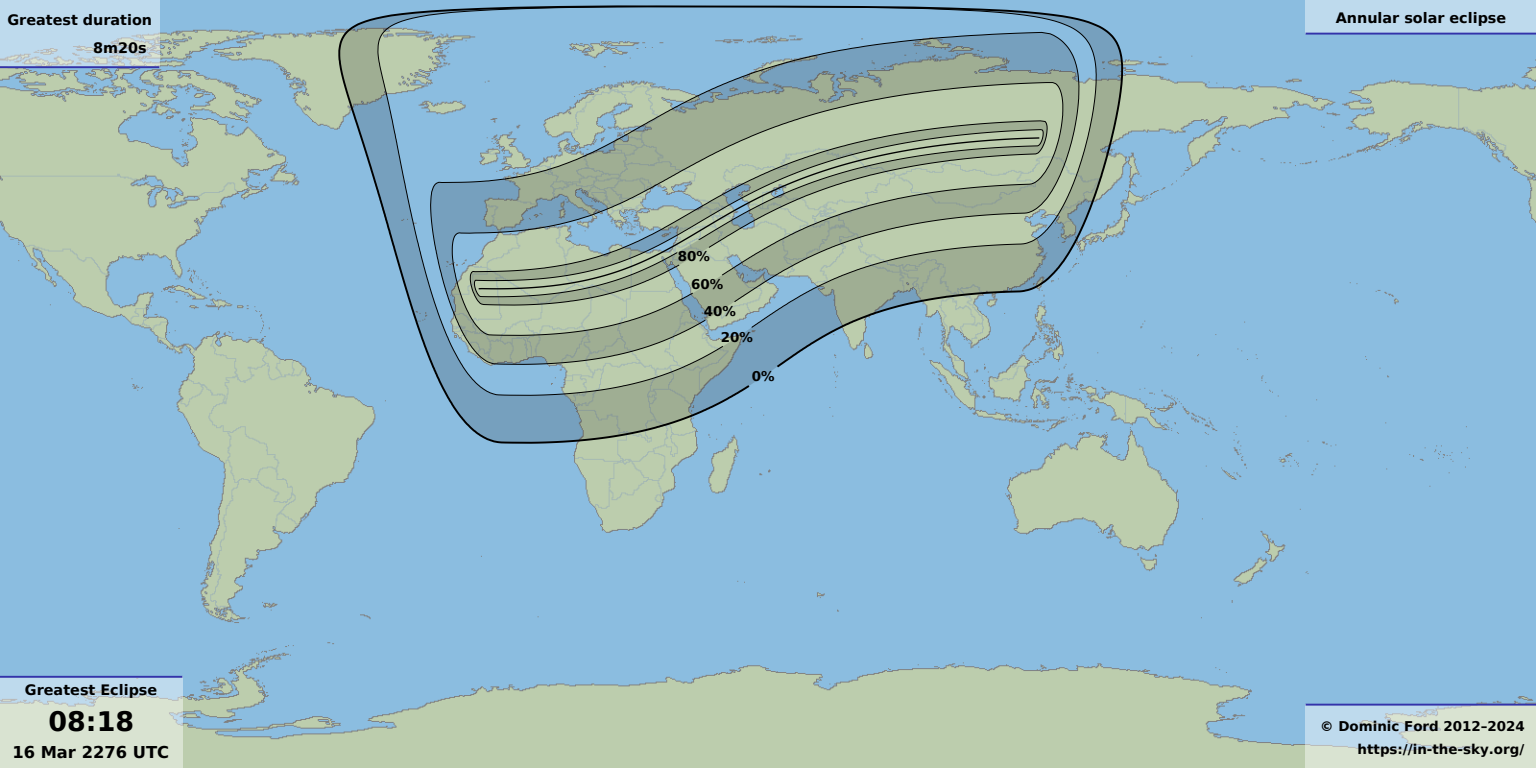 Greatest duration
8m20s
Annular solar eclipse
80%
60%
40%
20%
0%
Greatest Eclipse
08:18
16 Mar 2276 UTC
© Dominic Ford 2012–2024
https://in-the-sky.org/